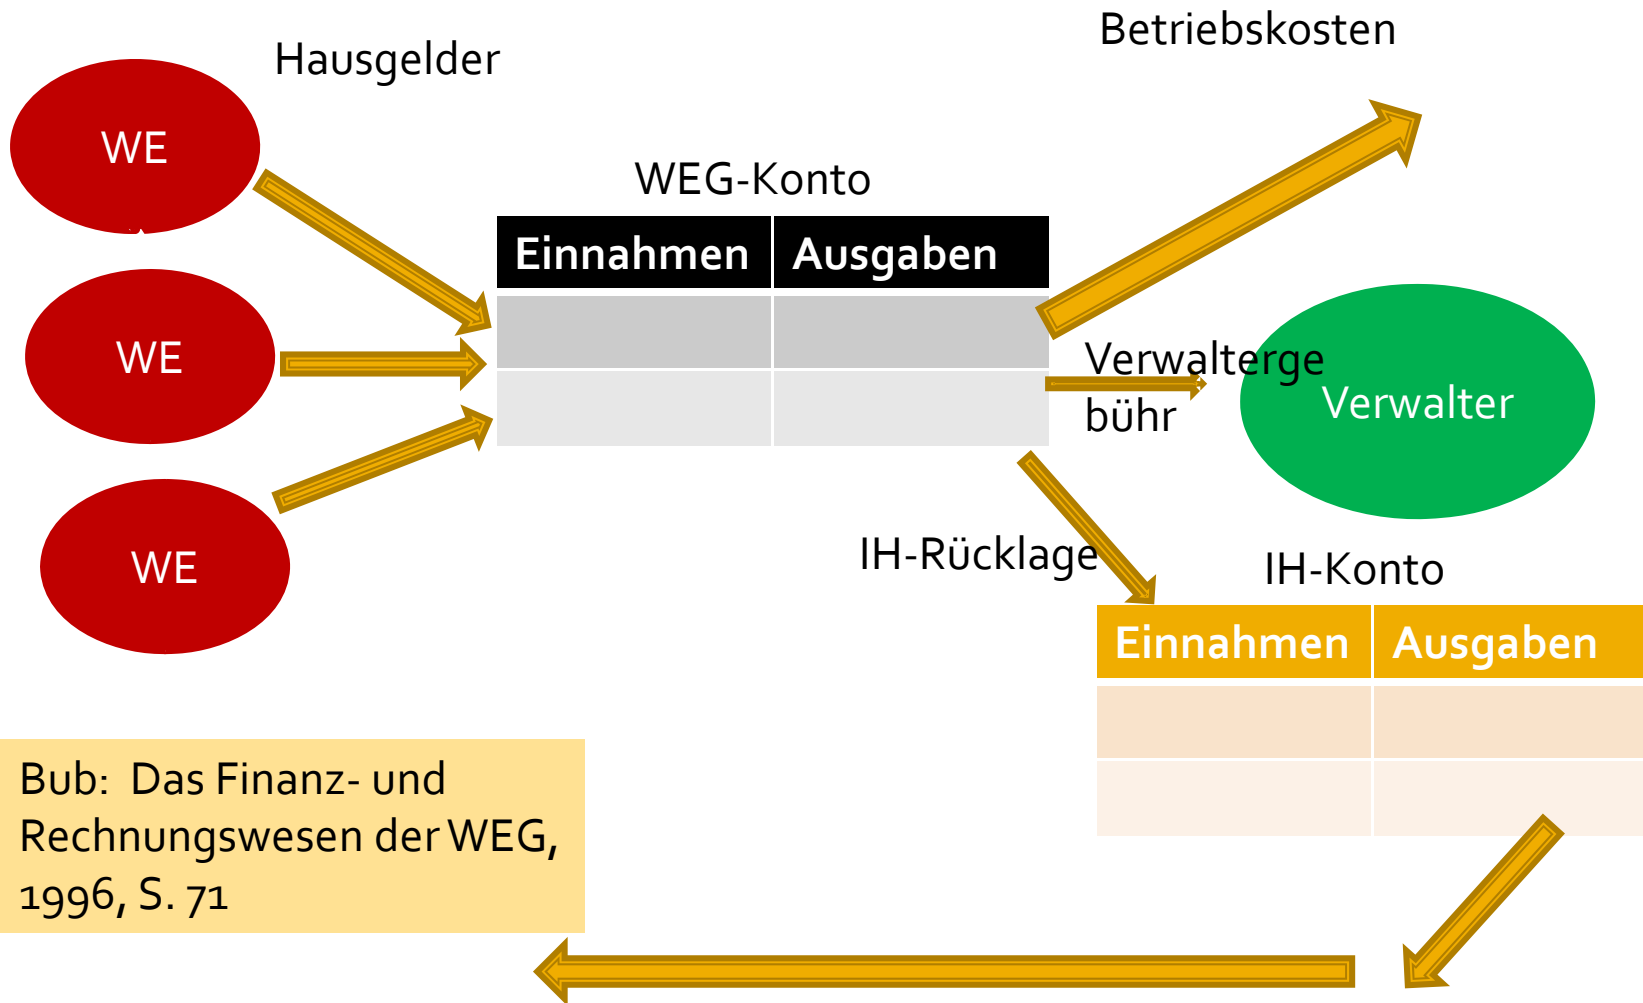 Hausgelder
Betriebskosten
WE
WEG-Konto
Einnahmen Ausgaben
WE
Verwalterge
bühr
Verwalter
WE
IH-Rücklage
IH-Konto
Einnahmen Ausgaben
Bub: Das Finanz- und
Rechnungswesen der WEG,
1996, S. 71